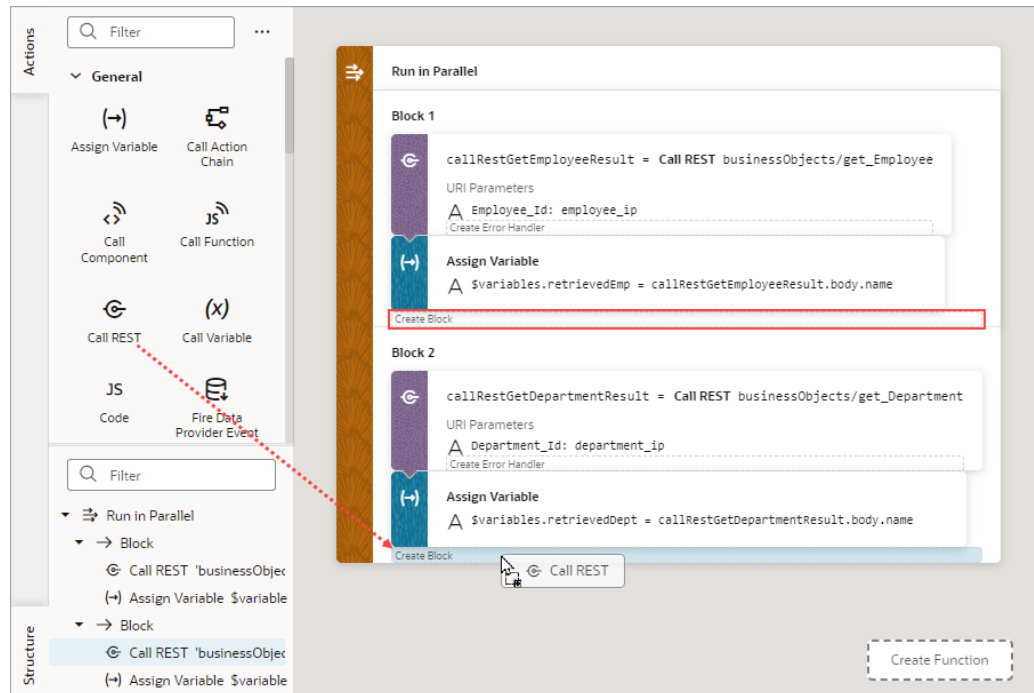 Actions
Filter
...
General
Assign Variable
Call Action
Chain
Call
Component
JS
Call Function
Call REST
(x)
Call Variable
JS
Code
Fire Data
Provider Event
Filter
Run in Parallel
Block
Call REST 'businessObjec
Assign Variable $variable
Block
Call REST 'businessObjec
Assign Variable $variable
Structure
Run in Parallel
Block 1
callRestGetEmployeeResult = Call REST businessObjects/get_Employee
URI Parameters
A Employee_Id: employee_ip
Create Error Handler
Assign Variable
A $variables.retrievedEmp = callRestGetEmployeeResult.body.name
Create Block
Block 2
callRestGetDepartmentResult = Call REST businessObjects/get_Department
URI Parameters
A Department_Id: department_ip
Create Error Handler
Assign Variable
A $variables.retrievedDept = callRestGetDepartmentResult.body.name
Create Block
Call REST
Create Function